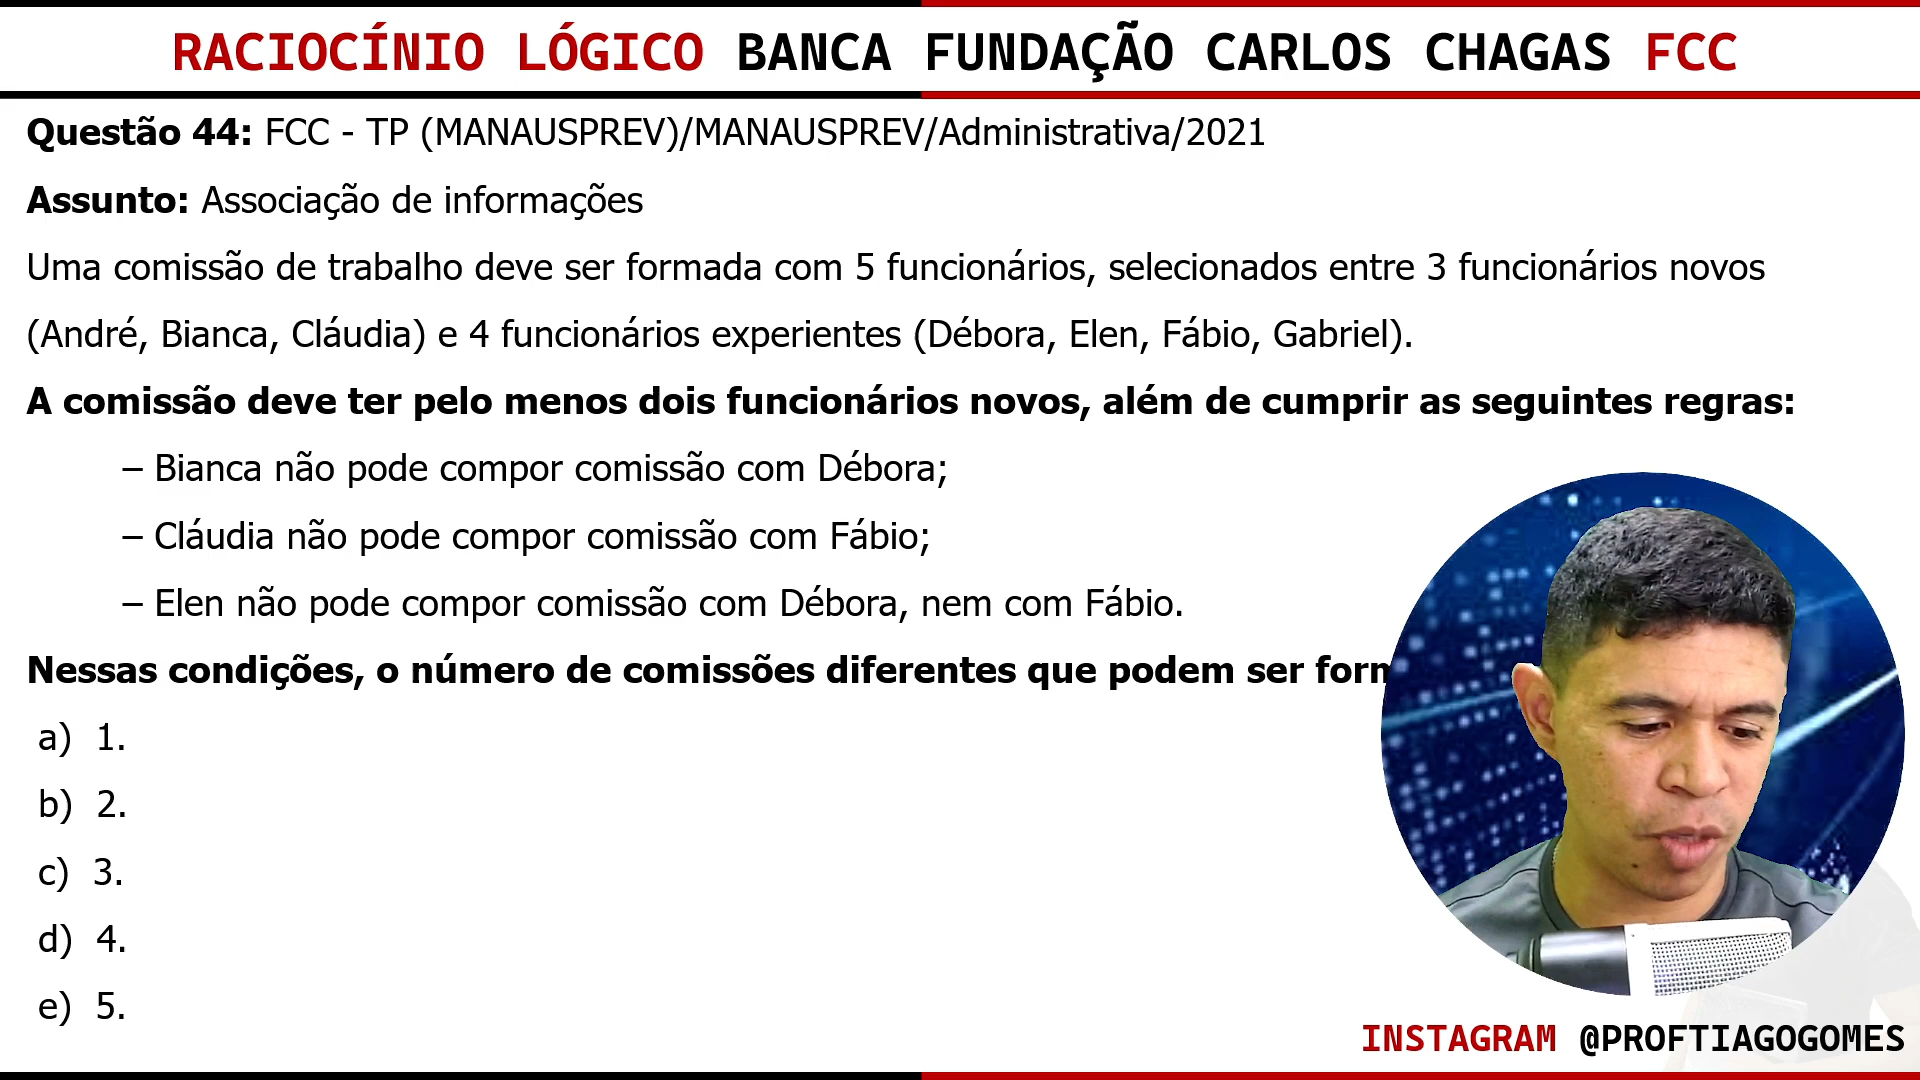 RACIOCÍNIO LÓGICO BANCA FUNDAÇÃO CARLOS CHAGAS FCC
Questão 44: FCC - TP (MANAUSPREV)/MANAUSPREV/Administrativa/2021
Assunto: Associação de informações
Uma comissão de trabalho deve ser formada com 5 funcionários, selecionados entre 3 funcionários novos
(André, Bianca, Cláudia) e 4 funcionários experientes (Débora, Elen, Fábio, Gabriel).
A comissão deve ter pelo menos dois funcionários novos, além de cumprir as seguintes regras:
– Bianca não pode compor comissão com Débora;
– Cláudia não pode compor comissão com Fábio;
– Elen não pode compor comissão com Débora, nem com Fábio.
Nessas condições, o número de comissões diferentes que podem ser
a) 1.
b) 2.
c) 3.
d) 4.
e) 5.
INSTAGRAM @PROFTIAGOGOMES